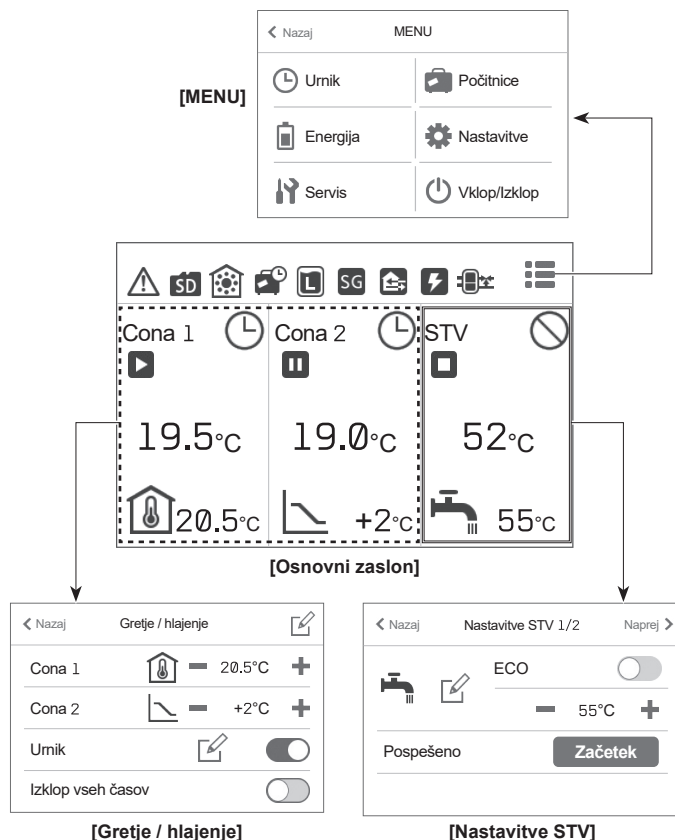 Nazaj MENU
[MENU]
Urnik Počitnice
Energija Nastavitve
Servis Vklop/Izklop
SD L SG
Cona 1 Cona 2 STV
19.5°C 19.0°C 52°C
20.5°C +2°C 55°C
[Osnovni zaslon]
Nazaj Gretje / hlajenje
Cona 1 20.5°C
Cona 2 +2°C
Urnik
Izklop vseh časov
[Gretje / hlajenje]
Nazaj Nastavitve STV 1/2 Naprej
ECO
55°C
Pospešeno Začetek
[Nastavitve STV]